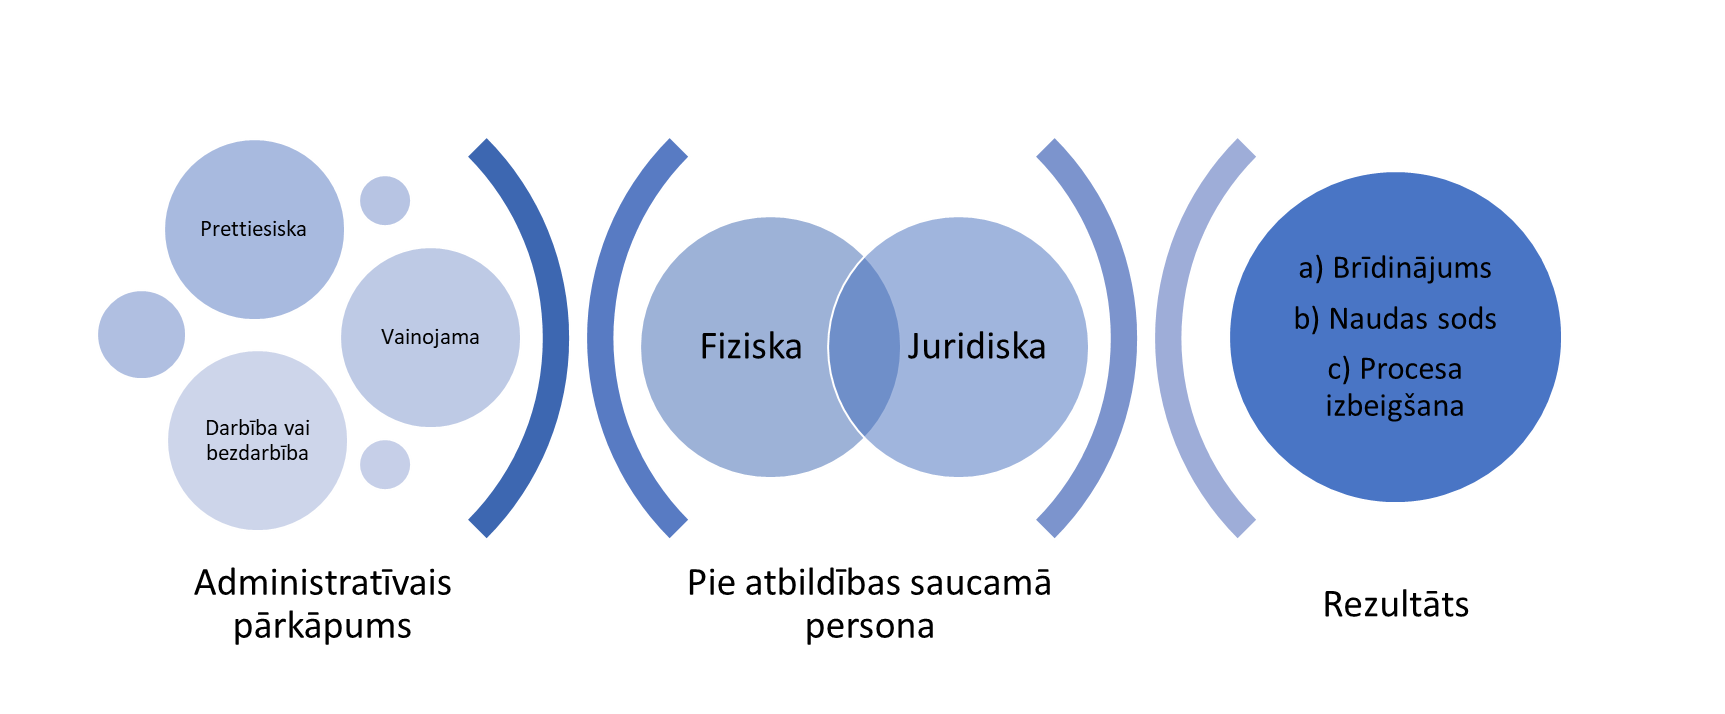 Prettiesiska
Vainojama
Darbība vai
bezdarbība
Administratīvais
pārkāpums
Fiziska
Juridiska
Pie atbildības saucamā
persona
a) Brīdinājums
b) Naudas sods
c) Procesa
izbeigšana
Rezultāts